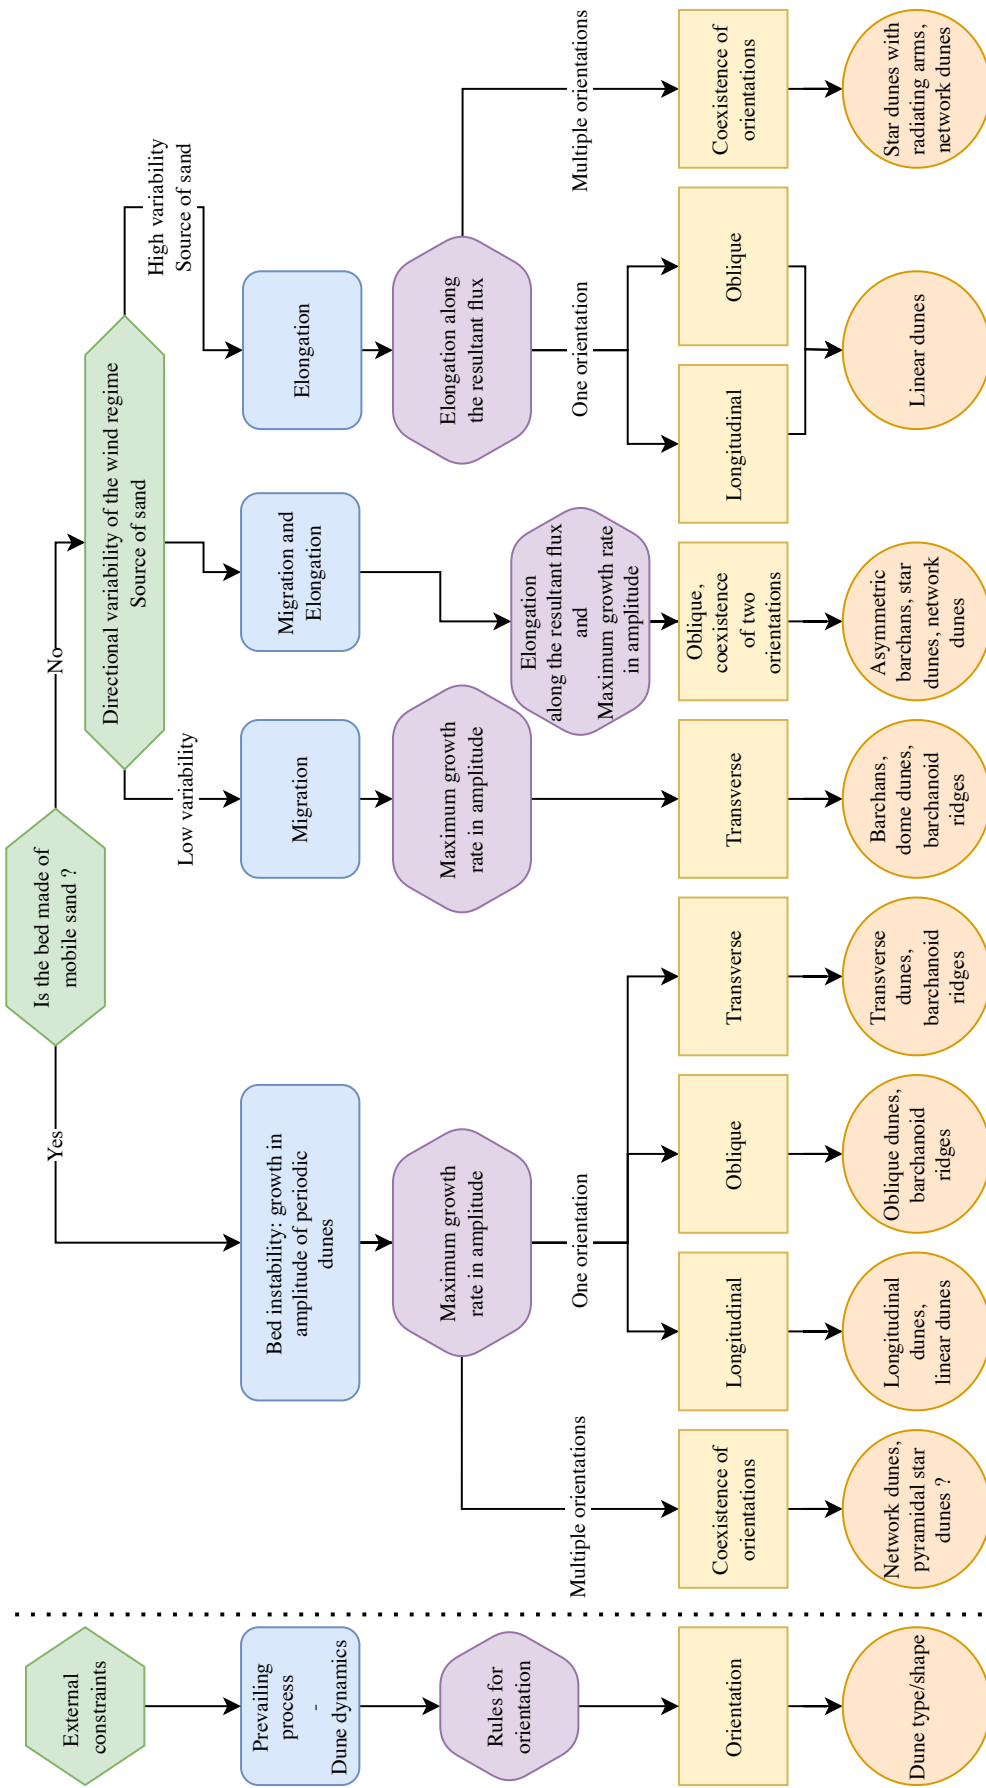 External
constraints
Prevailing
process
-
Dune dynamics
Rules for
orientation
Orientation
Dune type/shape
Is the bed made of
mobile sand ?
Yes
No
Bed instability: growth in
amplitude of periodic
dunes
Maximum growth
rate in amplitude
Multiple orientations
One orientation
Coexistence of
orientations
Longitudinal
Oblique
Transverse
Network dunes,
pyramidal star
dunes ?
Longitudinal
dunes,
linear dunes
Oblique dunes,
barchanoid
ridges
Transverse
dunes,
barchanoid
ridges
Directional variability of the wind regime
Source of sand
Low variability
High variability
Source of sand
Migration
Migration and
Elongation
Elongation
Maximum growth
rate in amplitude
Elongation
along the resultant flux
and
Maximum growth rate
in amplitude
Elongation along
the resultant flux
One orientation
Multiple orientations
Transverse
Oblique,
coexistence
of two
orientations
Longitudinal
Oblique
Coexistence of
orientations
Barchans,
dome dunes,
barchanoid
ridges
Asymmetric
barchans, star
dunes, network
dunes
Linear dunes
Star dunes with
radiating arms,
network dunes